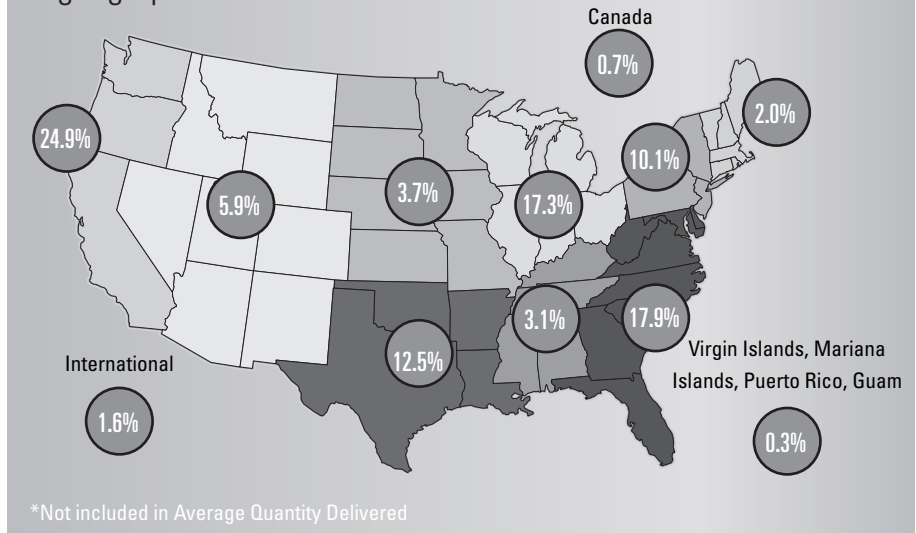 Canada
0.7%
2.0%
24.9%
10.1%
3.7%
5.9%
17.3%
3.1%
17.9%
12.5%
Virgin Islands, Mariana
Islands, Puerto Rico, Guam
0.3%
International
1.6%
*Not included in Average Quantity Delivered